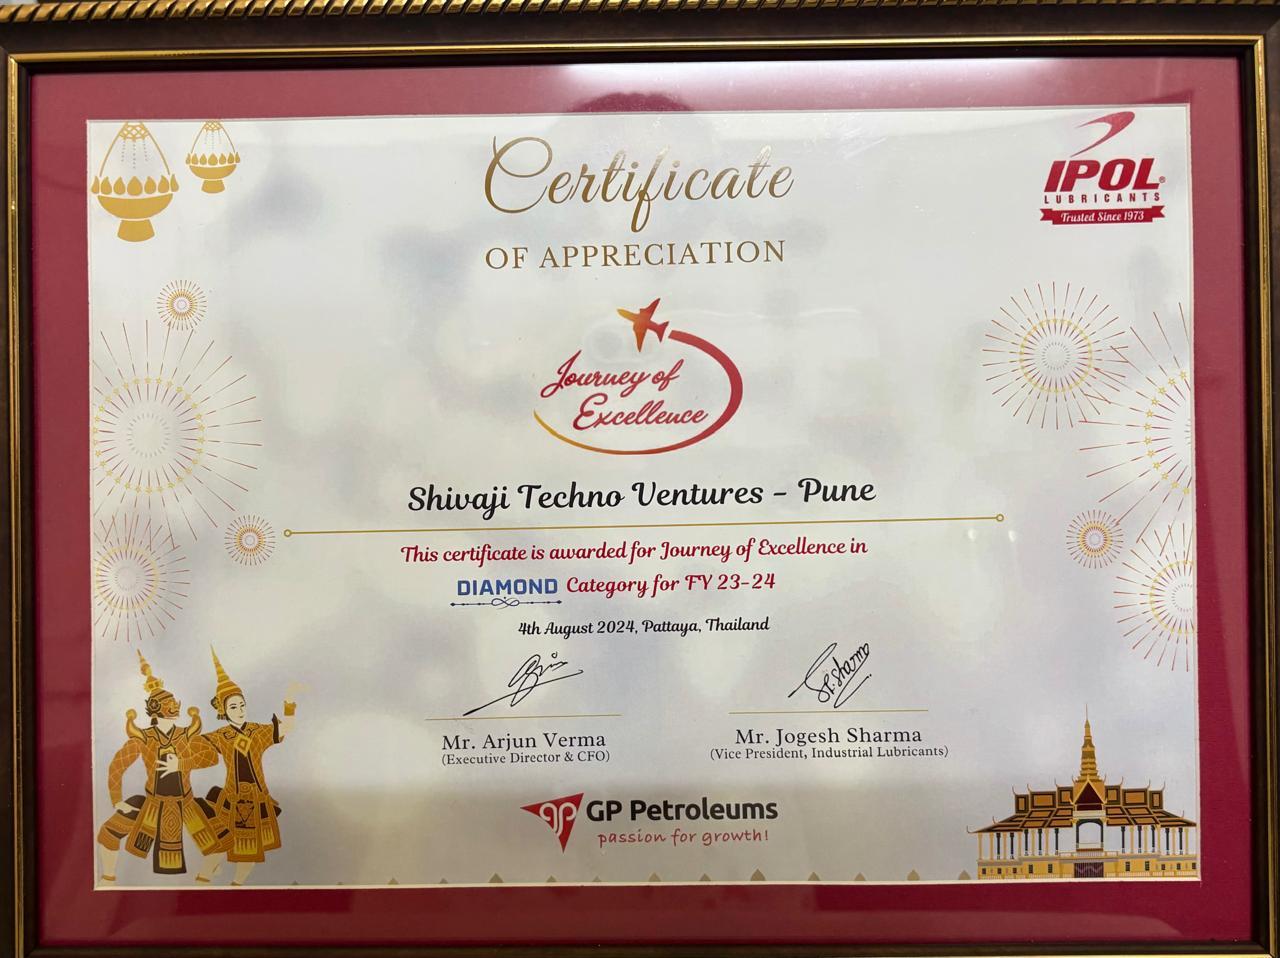 Certificate
OF APPRECIATION
IPOL®
LUBRICANTS
Trusted Since 1973
Journey of
Excellence
Shivaji Techno Ventures - Pune
This certificate is awarded for Journey of Excellence in
DIAMOND Category for FY 23-24
4th August 2024, Pattaya, Thailand
Mr. Arjun Verma
(Executive Director & CFO)
Mr. Jogesh Sharma
(Vice President, Industrial Lubricants)
gp GP Petroleums
passion for growth!